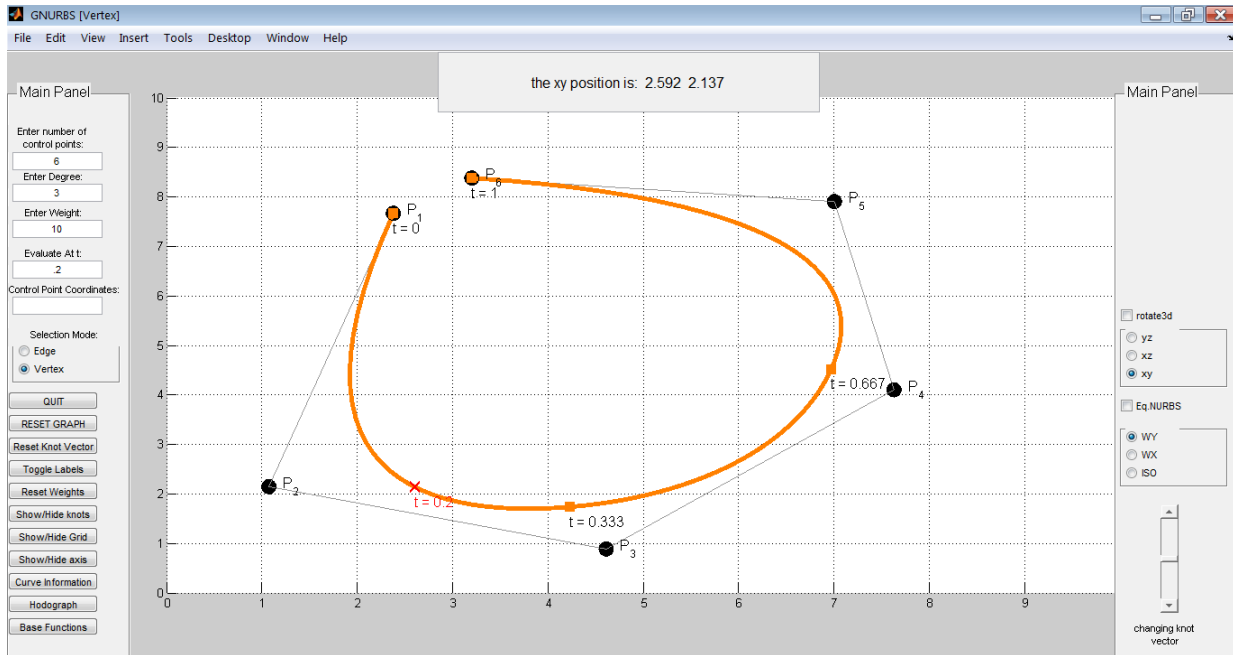 GNURBS [Vertex]
File Edit View Insert Tools Desktop Window Help
the xy position is: 2.592 2.137
Main Panel
Enter number of
control points:
6
Enter Degree:
3
Enter Weight:
10
Evaluate At t:
.2
Control Point Coordinates:
Selection Mode:
Edge
Vertex
QUIT
RESET GRAPH
Reset Knot Vector
Toggle Labels
Reset Weights
Show/Hide knots
Show/Hide Grid
Show/Hide axis
Curve Information
Hodograph
Base Functions
10
9
8
7
6
5
4
3
2
1
0
0 1 2 3 4 5 6 7 8 9
P6
t = 1
P5
P1
t = 0
t = 0.667
P4
P2
t = 0.2
t = 0.333
P3
Main Panel
rotate3d
yz
xz
xy
Eq.NURBS
WY
WX
ISO
changing knot
vector